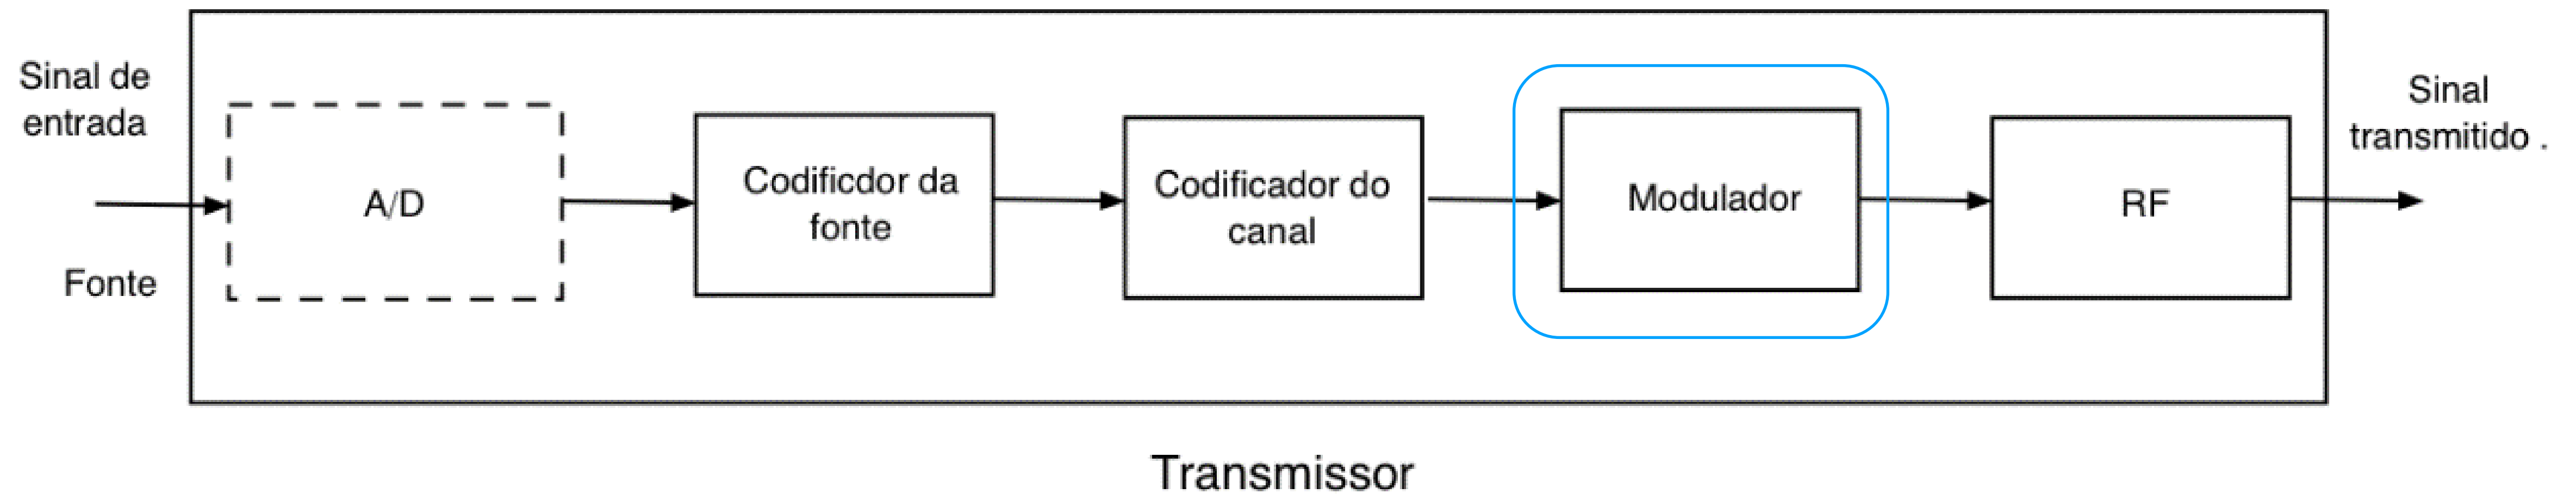 Sinal de
entrada
Fonte
A/D
Codificdor da
fonte
Codificador do
canal
Modulador
RF
Sinal
transmitido .
Transmissor